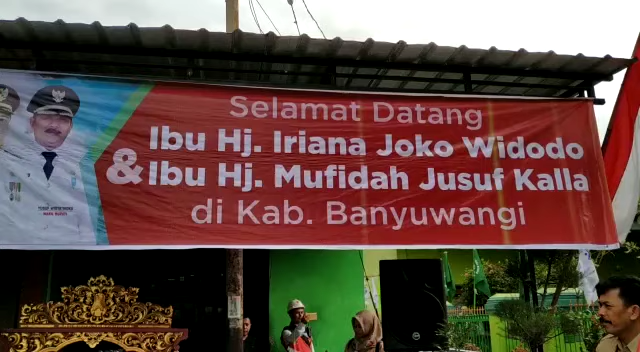 Selamat Datang
Ibu Hj. Iriana Joko Widodo
& Ibu Hj. Mufidah Jusuf Kalla
di Kab. Banyuwangi